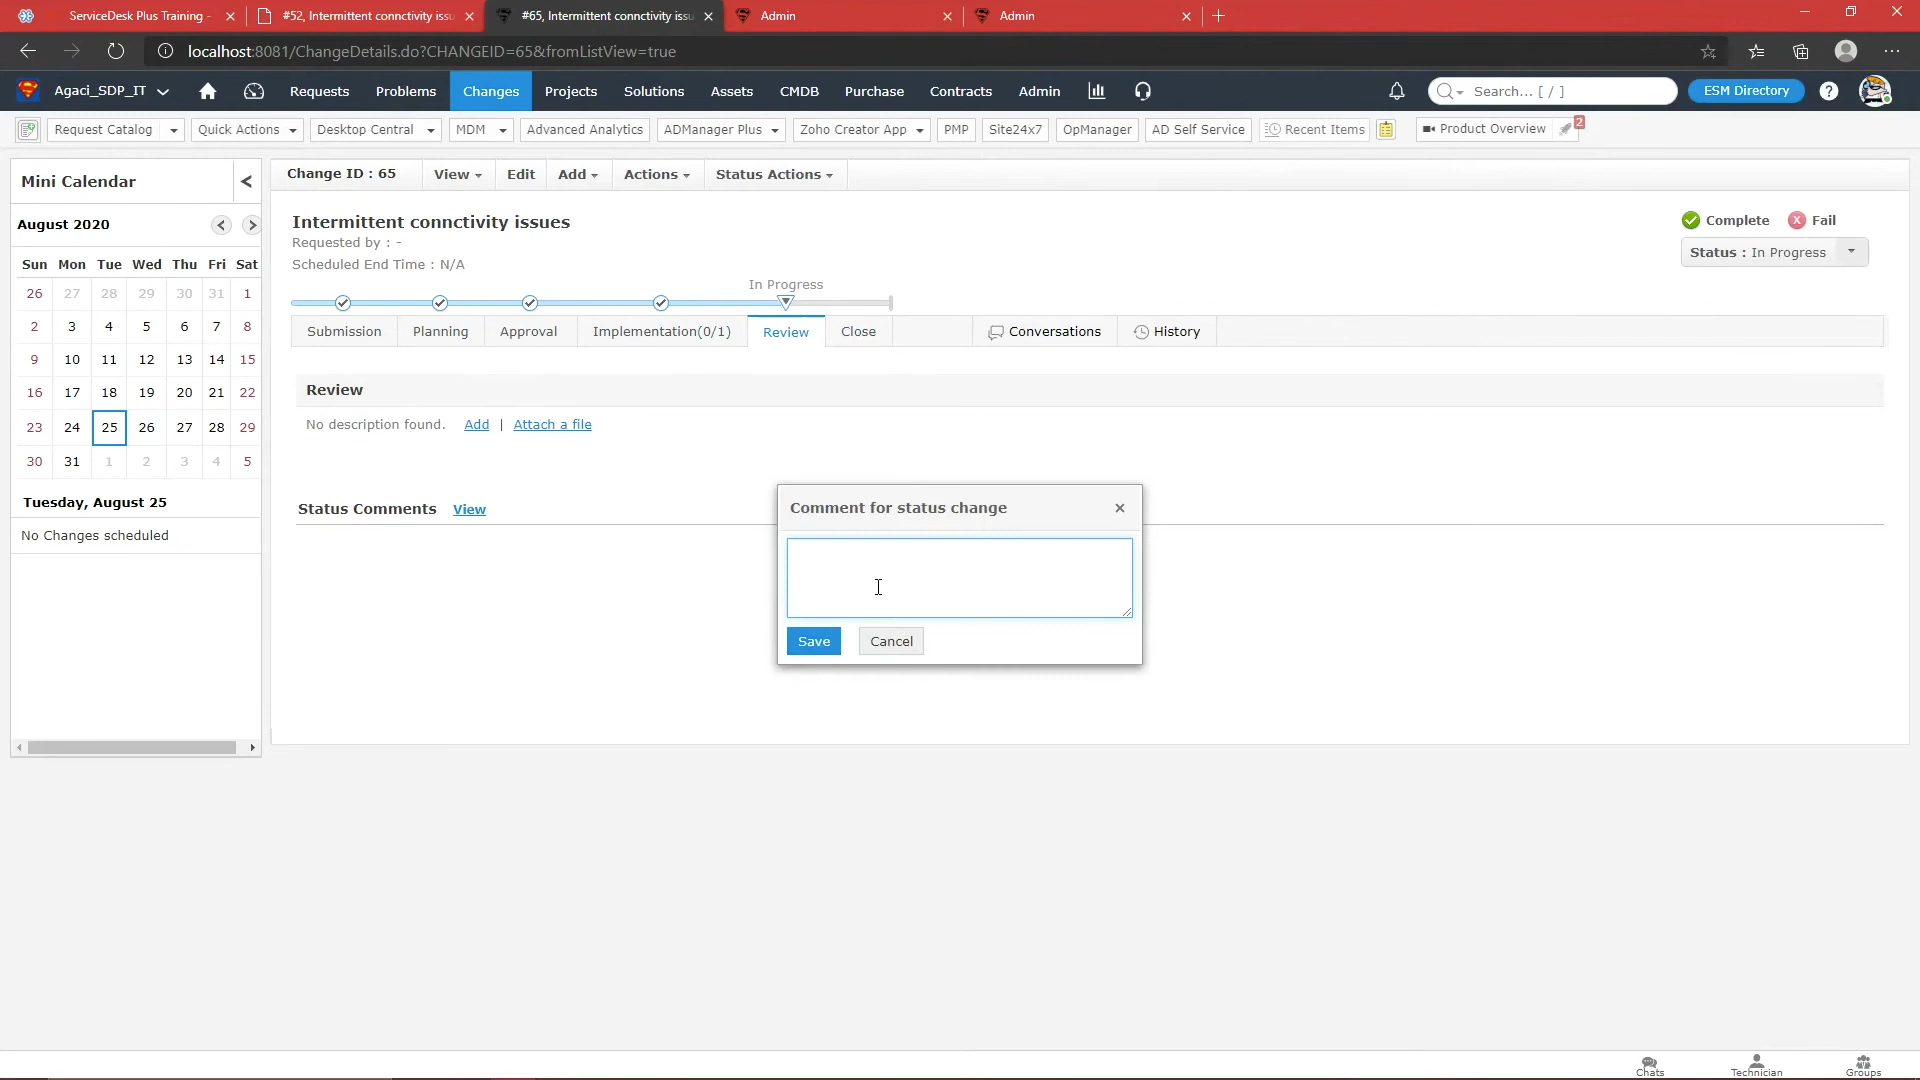 ServiceDesk Plus Training -
#52, Intermittent connctivity issu
#65, Intermittent connctivity issu
Admin
Admin
localhost:8081/ChangeDetails.do?CHANGEID=65&fromListView=true
Agaci_SDP_IT
Requests
Problems
Changes
Projects
Solutions
Assets
CMDB
Purchase
Contracts
Admin
Search... [ / ]
ESM Directory
Request Catalog
Quick Actions
Desktop Central
MDM
Advanced Analytics
ADManager Plus
Zoho Creator App
PMP
Site24x7
OpManager
AD Self Service
Recent Items
Product Overview
2
Mini Calendar
August 2020
Sun Mon Tue Wed Thu Fri Sat
26 27 28 29 30 31 1
2 3 4 5 6 7 8
9 10 11 12 13 14 15
16 17 18 19 20 21 22
23 24 25 26 27 28 29
30 31 1 2 3 4 5
Tuesday, August 25
No Changes scheduled
Change ID : 65
View
Edit
Add
Actions
Status Actions
Intermittent connctivity issues
Requested by : -
Scheduled End Time : N/A
Complete
Fail
Status : In Progress
In Progress
Submission
Planning
Approval
Implementation(0/1)
Review
Close
Conversations
History
Review
No description found. Add | Attach a file
Status Comments View
Comment for status change
Save
Cancel
Chats
Technician
Groups